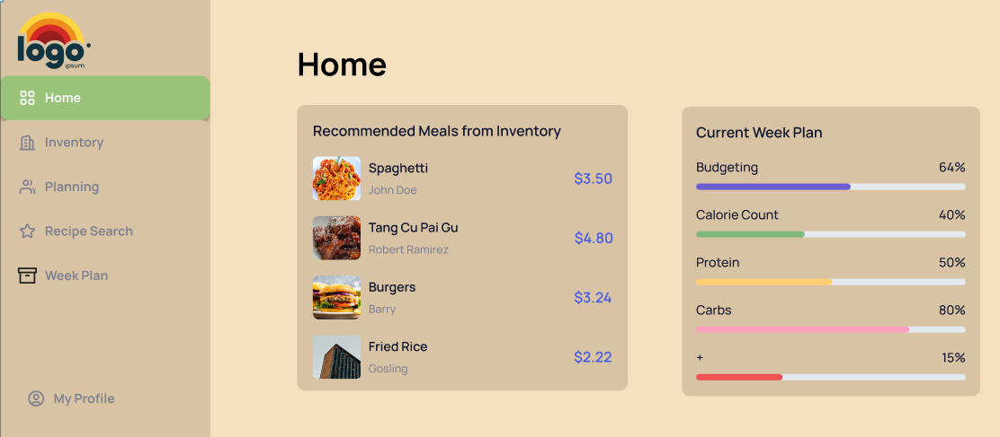 logo
ipsum
Home
Inventory
Planning
Recipe Search
Week Plan
My Profile
Home
Recommended Meals from Inventory
Spaghetti
John Doe
$3.50
Tang Cu Pai Gu
Robert Ramirez
$4.80
Burgers
Barry
$3.24
Fried Rice
Gosling
$2.22
Current Week Plan
Budgeting 64%
Calorie Count 40%
Protein 50%
Carbs 80%
+ 15%